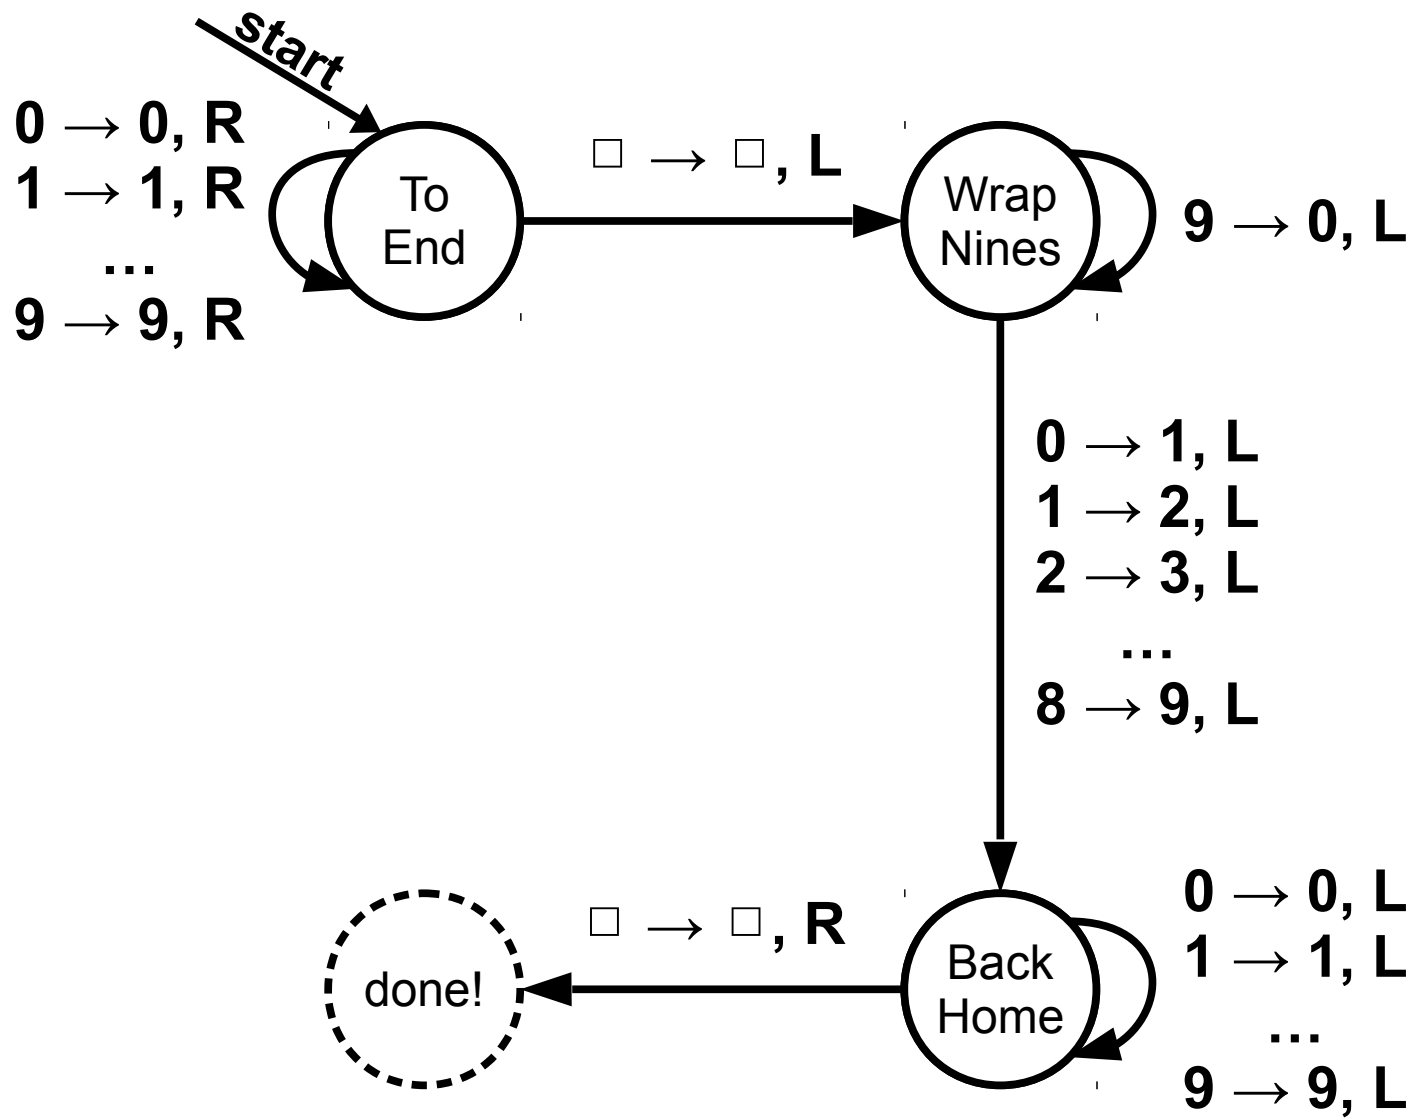 start
0 → 0, R
1 → 1, R
...
9 → 9, R
To
End
□ → □, L
Wrap
Nines
9 → 0, L
0 → 1, L
1 → 2, L
2 → 3, L
...
8 → 9, L
done!
□ → □, R
Back
Home
0 → 0, L
1 → 1, L
...
9 → 9, L